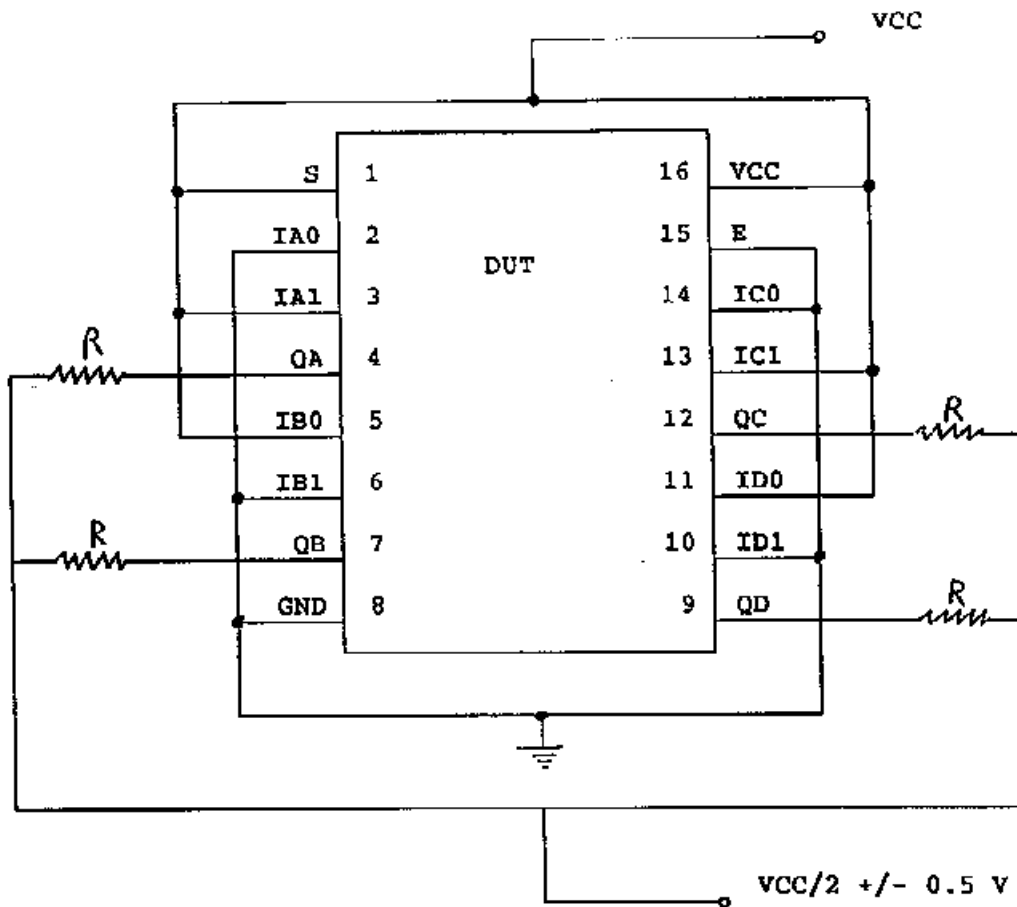 VCC
S 1 16 VCC
IA0 2 15 E
DUT
IA1 3 14 IC0
R
QA 4 13 IC1
IB0 5 12 QC R
IB1 6 11 ID0
R
QB 7 10 ID1
R
GND 8 9 QD
VCC/2 +/- 0.5 V